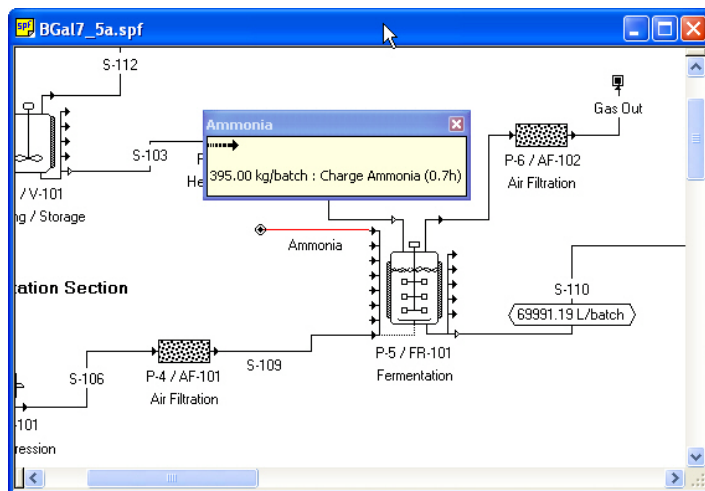 BGal7_5a.spf
S-112
Gas Out
Ammonia
395.00 kg/batch : Charge Ammonia (0.7h)
S-103
P
He
P-6 / AF-102
Air Filtration
/ V-101
ng / Storage
Ammonia
tation Section
S-110
69991.19 L/batch
P-5 / FR-101
Fermentation
S-109
S-106
P-4 / AF-101
Air Filtration
-101
ression